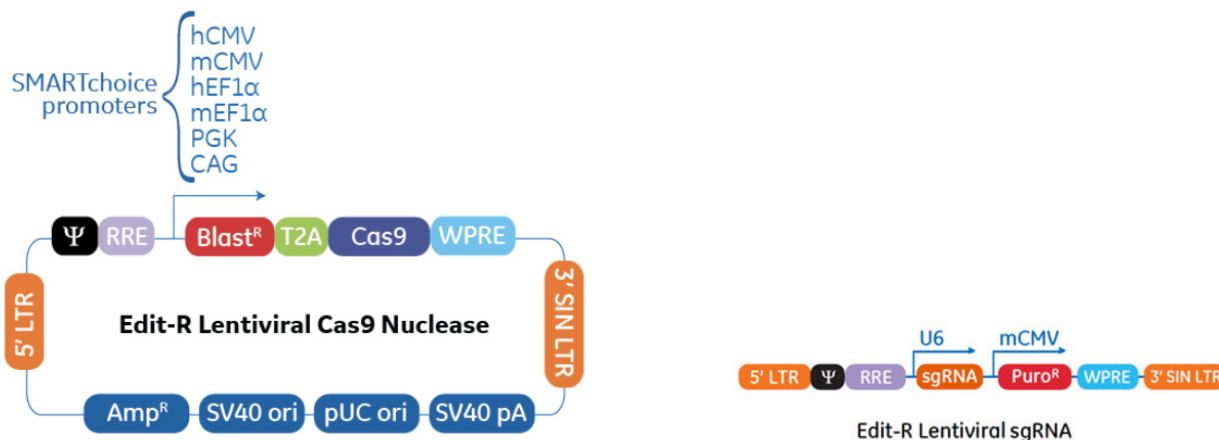 SMARTchoice
promoters
hCMV
mCMV
hEF1α
mEF1α
PGK
CAG
Ψ RRE Blastᴿ T2A Cas9 WPRE
5' LTR
3' SIN LTR
Edit-R Lentiviral Cas9 Nuclease
Ampᴿ SV40 ori pUC ori SV40 pA
U6 mCMV
5' LTR Ψ RRE sgRNA Puroᴿ WPRE 3' SIN LTR
Edit-R Lentiviral sgRNA